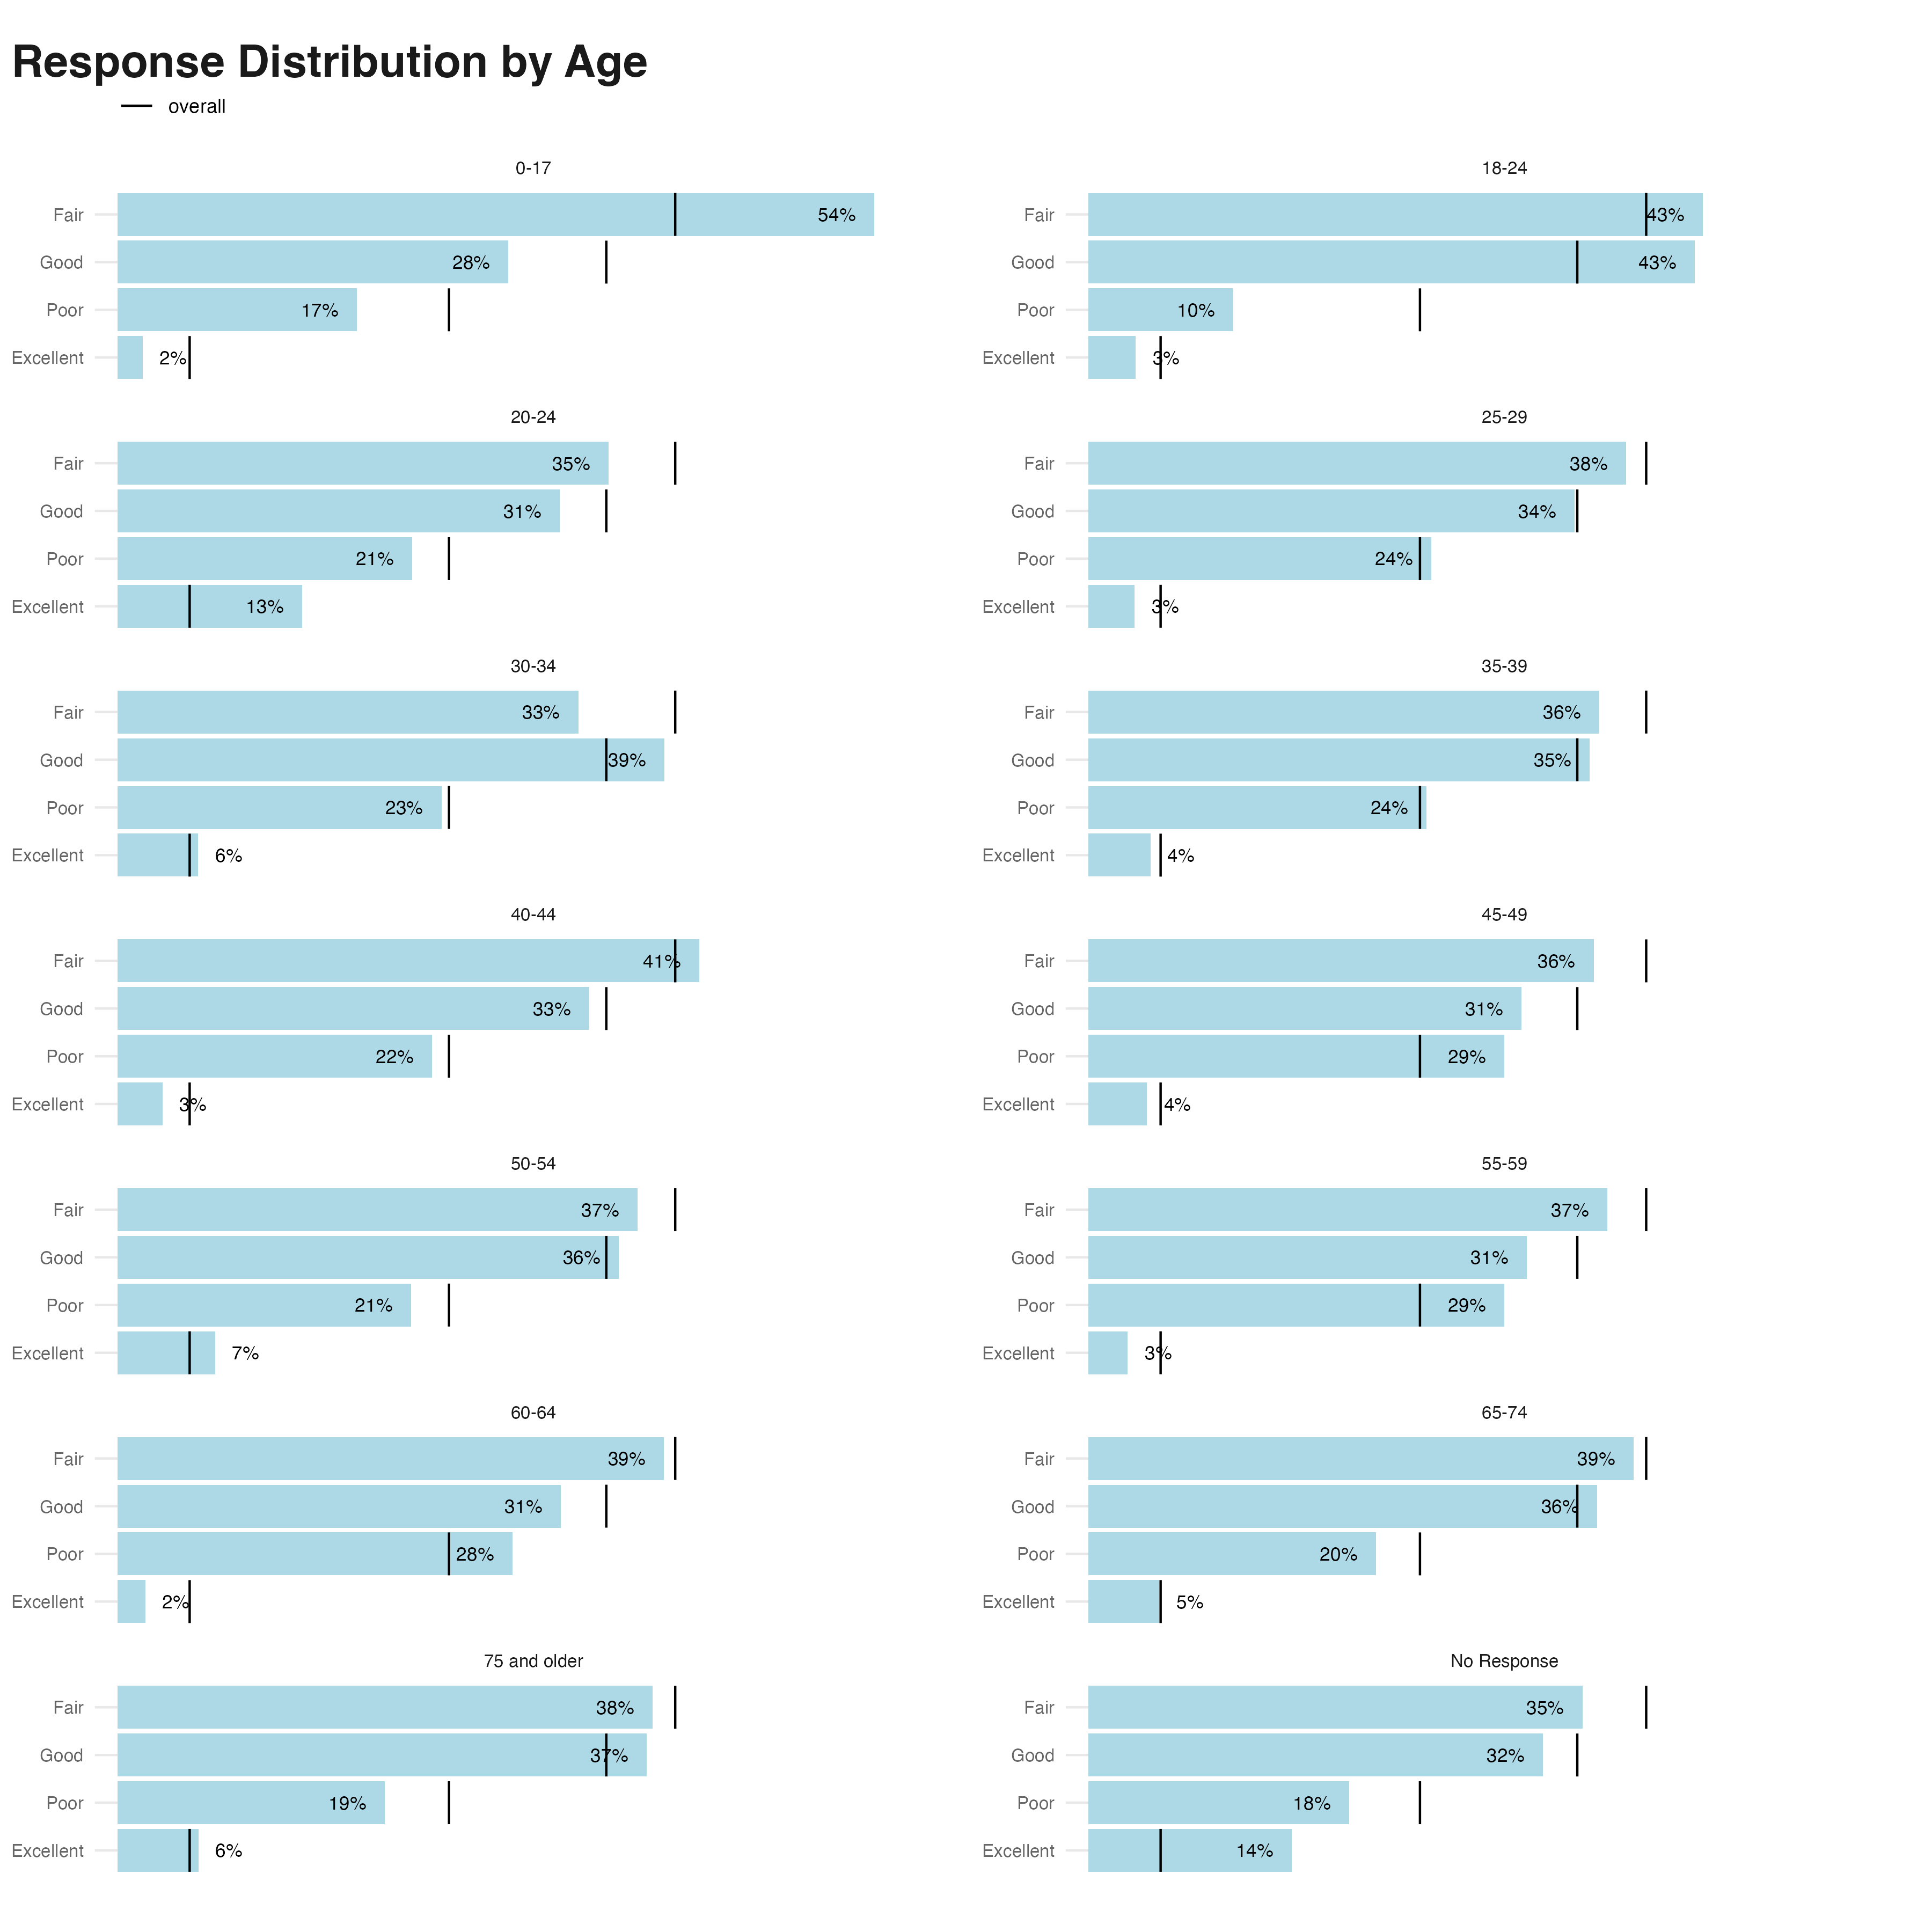 Response Distribution by Age
overall
0-17
Fair 54%
Good 28%
Poor 17%
Excellent 2%
18-24
Fair 43%
Good 43%
Poor 10%
Excellent 3%
20-24
Fair 35%
Good 31%
Poor 21%
Excellent 13%
25-29
Fair 38%
Good 34%
Poor 24%
Excellent 3%
30-34
Fair 33%
Good 39%
Poor 23%
Excellent 6%
35-39
Fair 36%
Good 35%
Poor 24%
Excellent 4%
40-44
Fair 41%
Good 33%
Poor 22%
Excellent 3%
45-49
Fair 36%
Good 31%
Poor 29%
Excellent 4%
50-54
Fair 37%
Good 36%
Poor 21%
Excellent 7%
55-59
Fair 37%
Good 31%
Poor 29%
Excellent 3%
60-64
Fair 39%
Good 31%
Poor 28%
Excellent 2%
65-74
Fair 39%
Good 36%
Poor 20%
Excellent 5%
75 and older
Fair 38%
Good 37%
Poor 19%
Excellent 6%
No Response
Fair 35%
Good 32%
Poor 18%
Excellent 14%